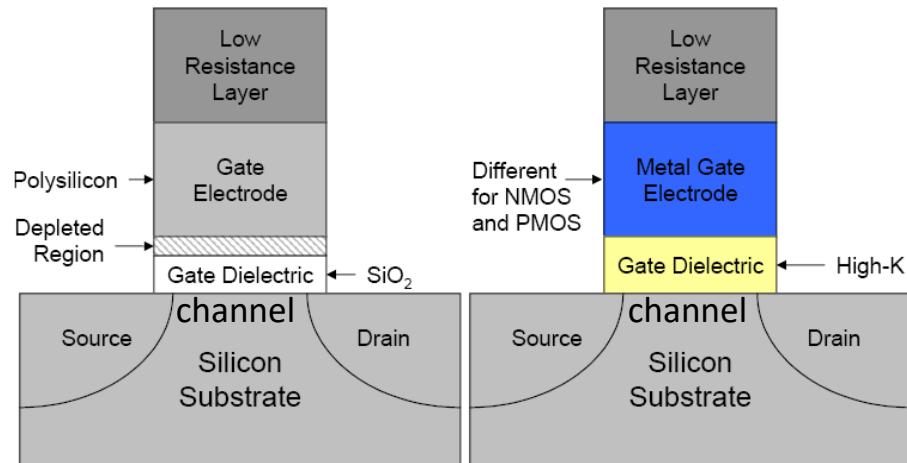 Low
Resistance
Layer
Polysilicon
Gate
Electrode
Depleted
Region
Gate Dielectric
SiO₂
channel
Source
Drain
Silicon
Substrate
Low
Resistance
Layer
Different
for NMOS
and PMOS
Metal Gate
Electrode
Gate Dielectric
High-K
channel
Source
Drain
Silicon
Substrate